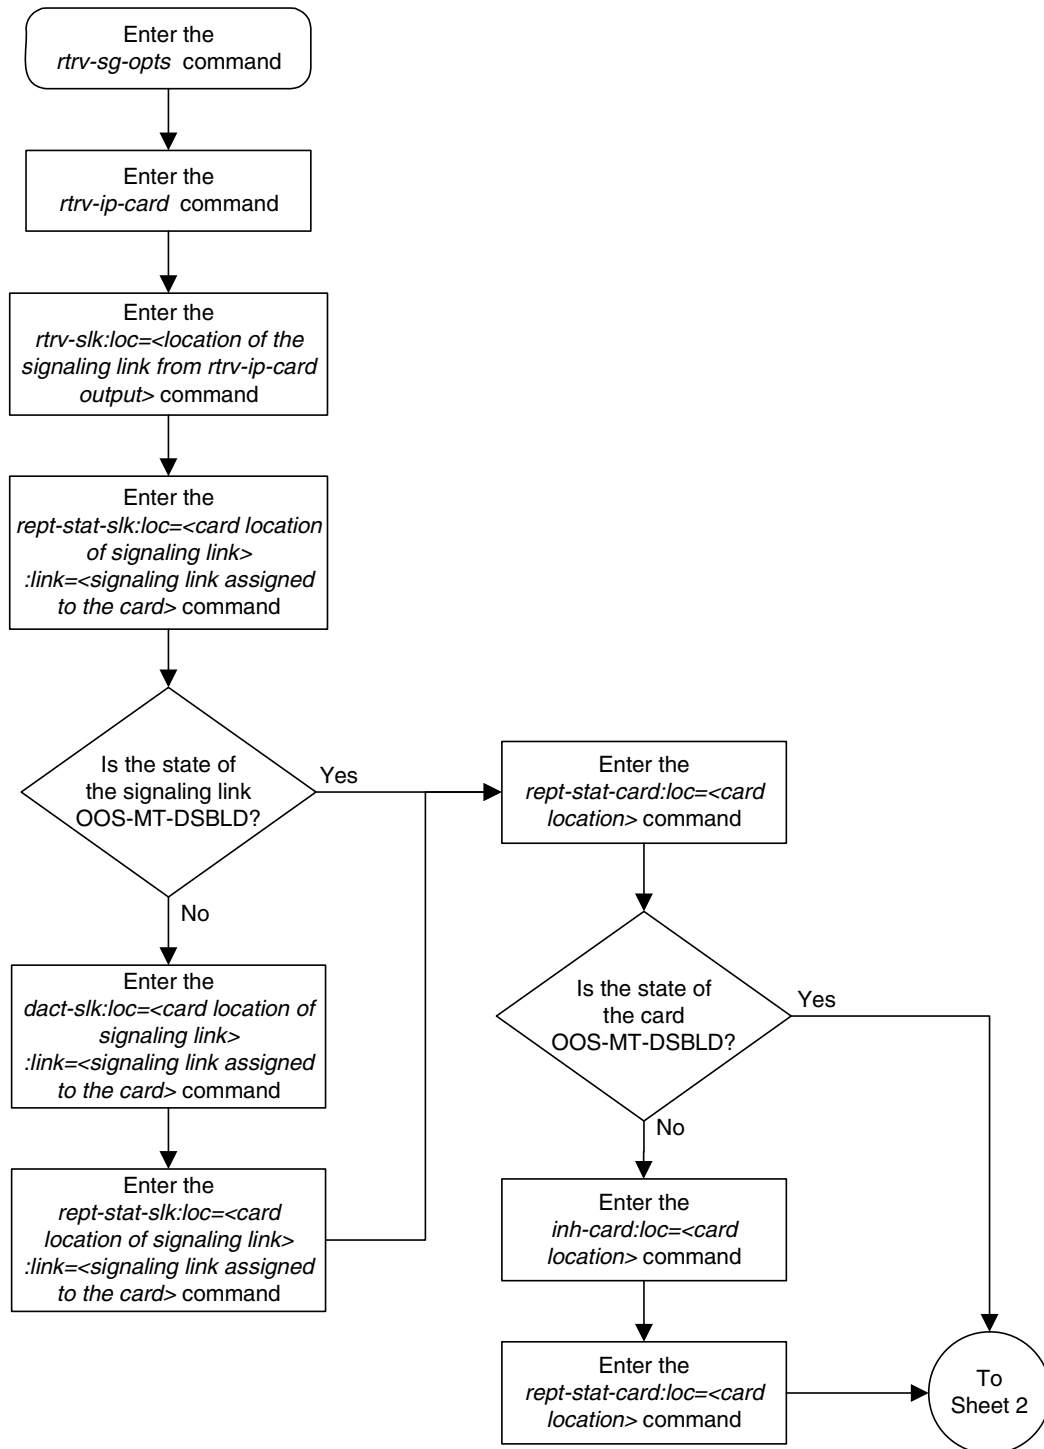 Enter the
rtrv-sg-opts command
Enter the
rtrv-ip-card command
Enter the
rtrv-slk:loc=<location of the
signaling link from rtrv-ip-card
output> command
Enter the
rept-stat-slk:loc=<card location
of signaling link>
:link=<signaling link assigned
to the card> command
Is the state of
the signaling link
OOS-MT-DSBLD?
Yes
No
Enter the
dact-slk:loc=<card location of
signaling link>
:link=<signaling link assigned
to the card> command
Enter the
rept-stat-slk:loc=<card
location of signaling link>
:link=<signaling link assigned
to the card> command
Enter the
rept-stat-card:loc=<card
location> command
Is the state of
the card
OOS-MT-DSBLD?
Yes
No
Enter the
inh-card:loc=<card
location> command
Enter the
rept-stat-card:loc=<card
location> command
To
Sheet 2